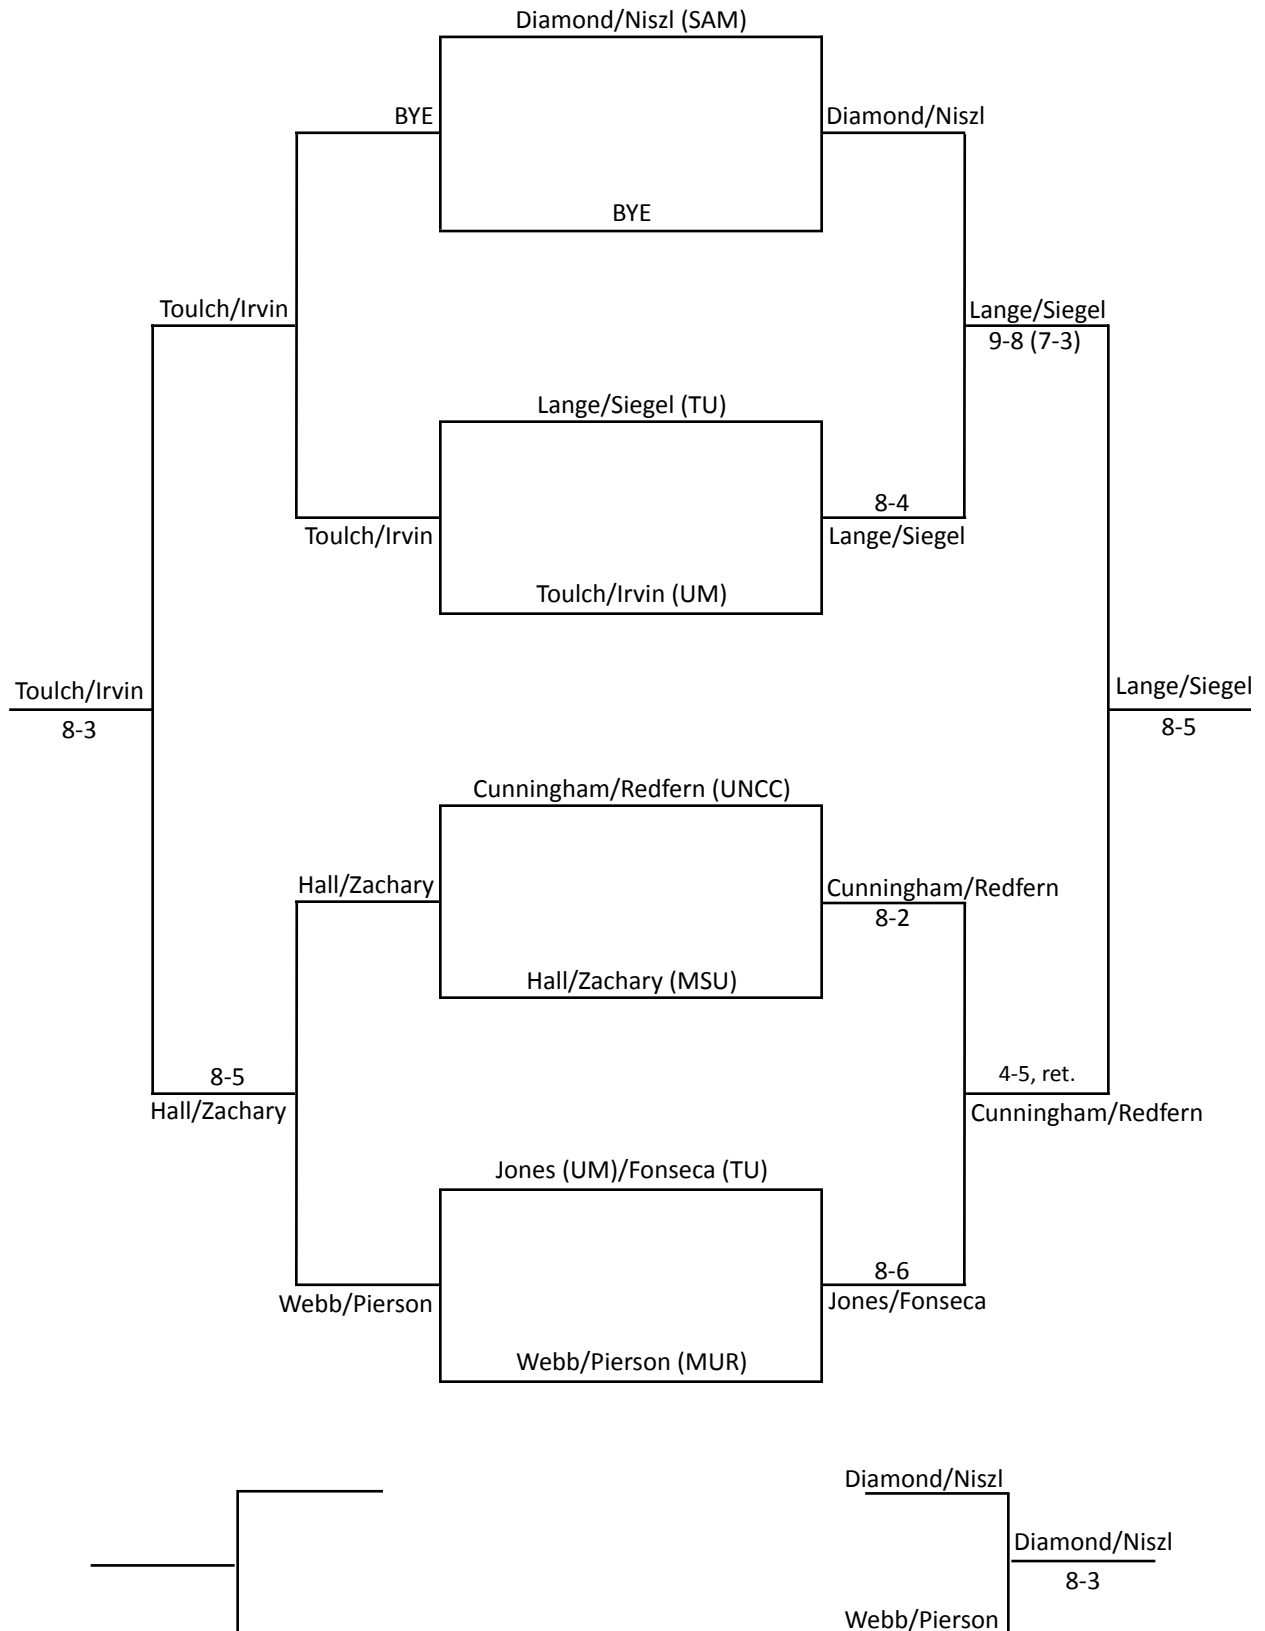 Diamond/Niszl (SAM)
BYE
Diamond/Niszl
BYE
Toulch/Irvin
Lange/Siegel
9-8 (7-3)
Lange/Siegel (TU)
8-4
Toulch/Irvin
Lange/Siegel
Toulch/Irvin (UM)
Toulch/Irvin
8-3
Lange/Siegel
8-5
Cunningham/Redfern (UNCC)
Hall/Zachary
Cunningham/Redfern
8-2
Hall/Zachary (MSU)
8-5
Hall/Zachary
4-5, ret.
Cunningham/Redfern
Jones (UM)/Fonseca (TU)
8-6
Webb/Pierson
Jones/Fonseca
Webb/Pierson (MUR)
Diamond/Niszl
Diamond/Niszl
8-3
Webb/Pierson